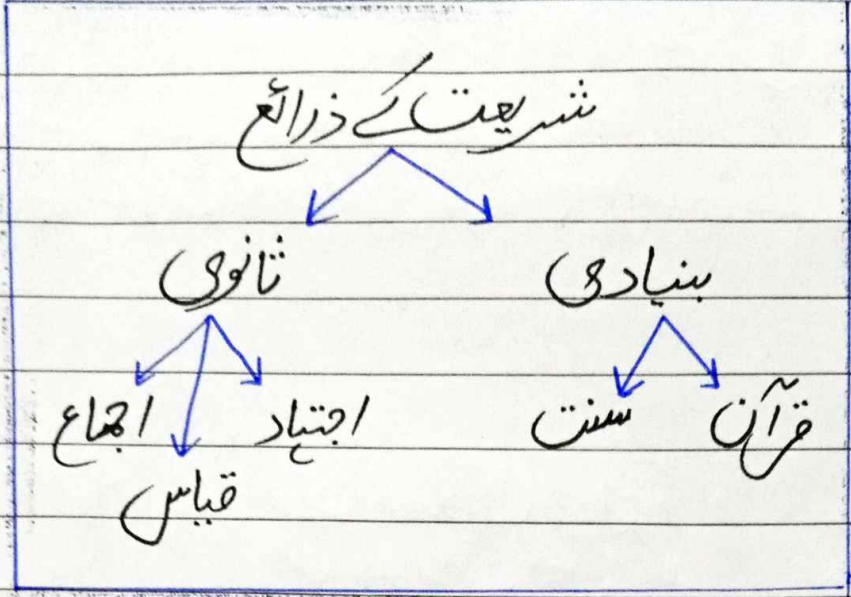 شریعت کے ذرائع
بنیادی ثانوی
قرآن سنت اجتہاد اجماع
قیاس